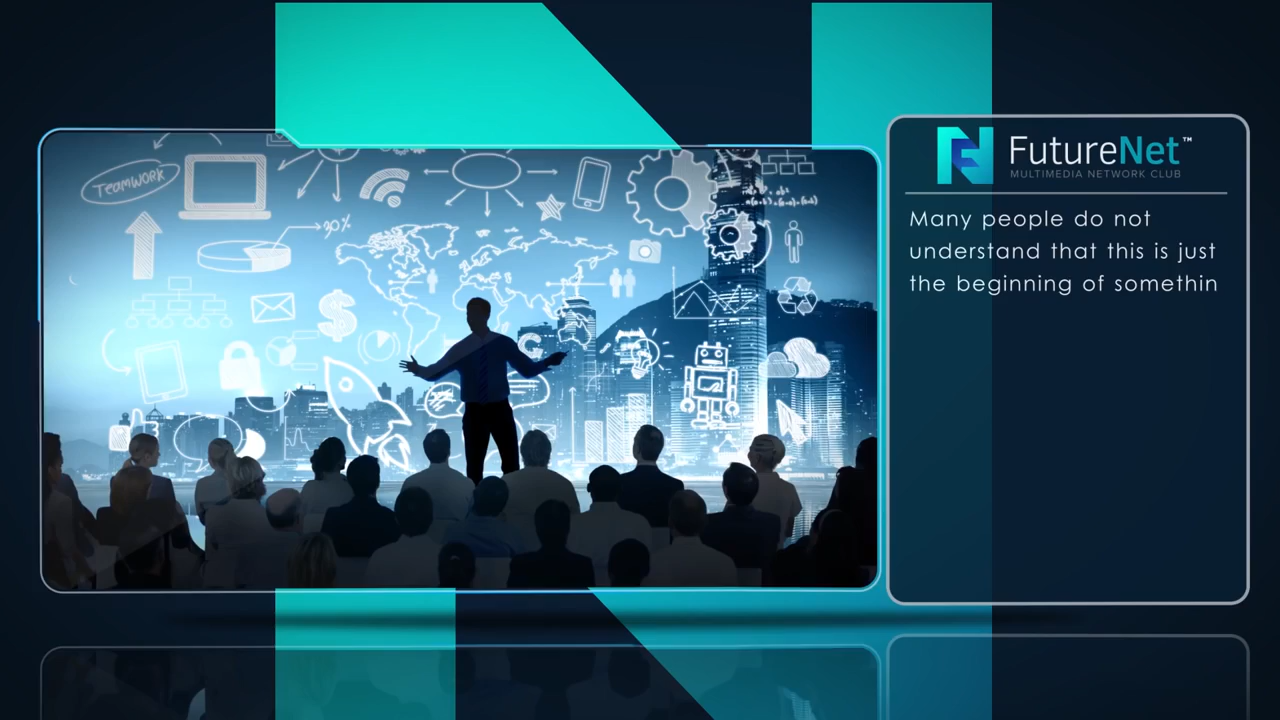 TEAMWORK
30%
FutureNet™
MULTIMEDIA NETWORK CLUB
Many people do not
understand that this is just
the beginning of somethin